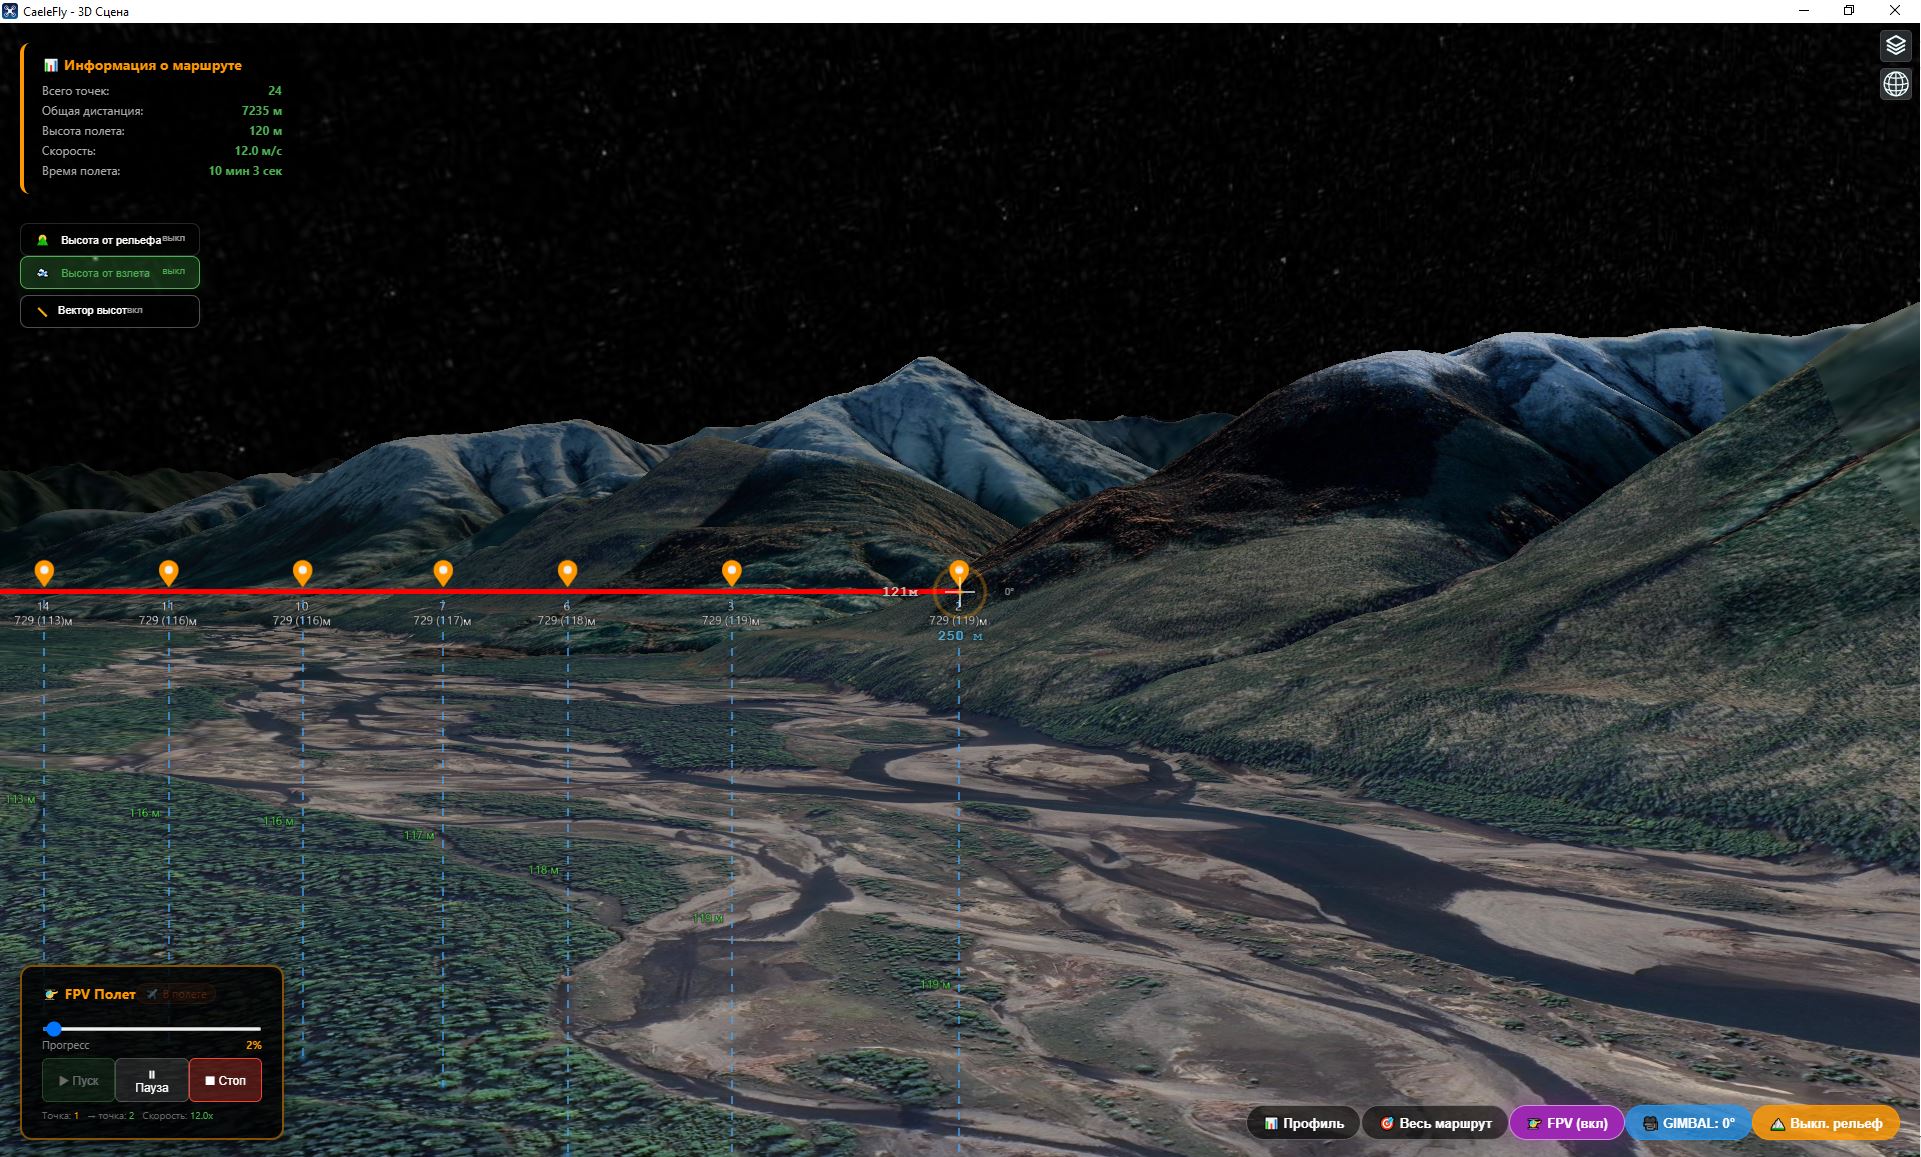 CaeleFly - 3D Сцена
Информация о маршруте
Всего точек: 24
Общая дистанция: 7235 м
Высота полета: 120 м
Скорость: 12.0 м/с
Время полета: 10 мин 3 сек
Высота от рельефа выкл
Высота от взлета выкл
Вектор высот вкл
121м 0°
14 11 10 7 6 3 2
729 (113)м 729 (116)м 729 (116)м 729 (117)м 729 (118)м 729 (119)м 729 (119)м
250 м
113 м
116 м
116 м
117 м
118 м
119 м
119 м
FPV Полет В полете
Прогресс 2%
Пуск Пауза Стоп
Точка: 1 → точка: 2 Скорость: 12.0x
Профиль Весь маршрут FPV (вкл) GIMBAL: 0° Выкл. рельеф